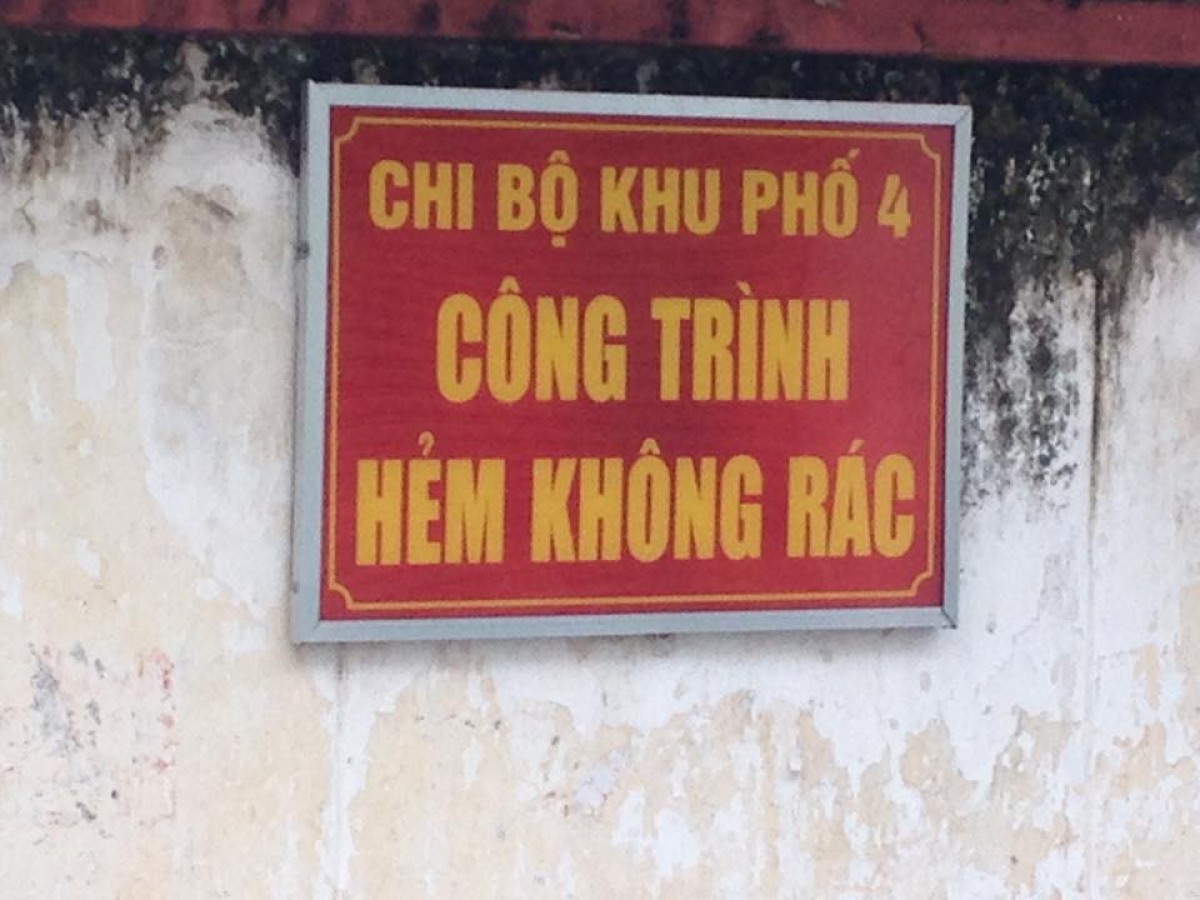 CHI BỘ KHU PHỐ 4
CÔNG TRÌNH
HẺM KHÔNG RÁC